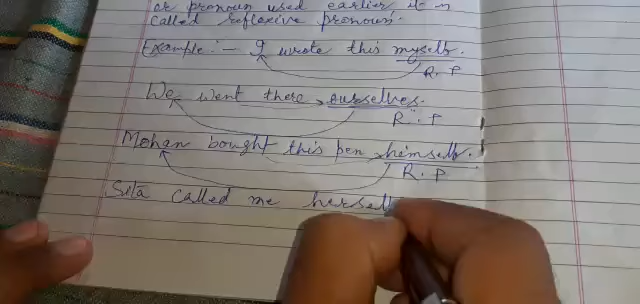 or pronoun used earlier it is
called reflexive pronoun.
Example:- I wrote this myself.
R.P
We went there ourselves.
R.P
Mohan bought this pen himself.
R.P
Sita called me herself